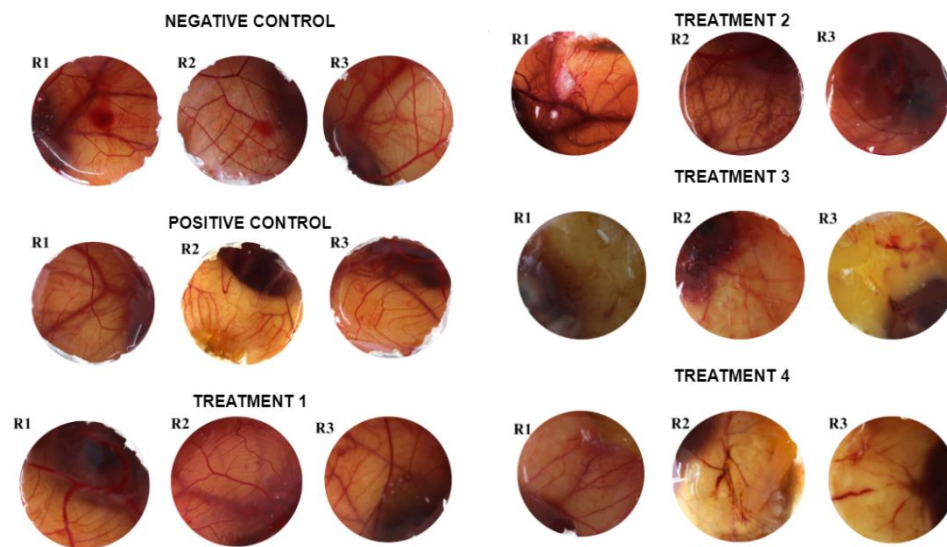 NEGATIVE CONTROL
R1 R2 R3
POSITIVE CONTROL
R1 R2 R3
TREATMENT 1
R1 R2 R3
TREATMENT 2
R1 R2 R3
TREATMENT 3
R1 R2 R3
TREATMENT 4
R1 R2 R3